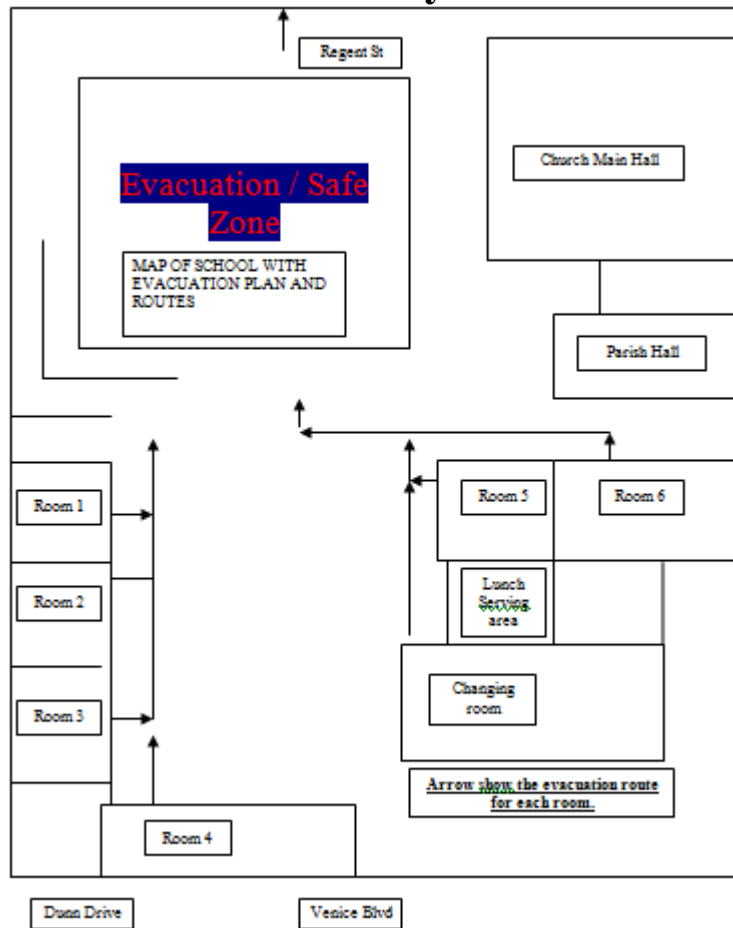 Regent St
Church Main Hall
Evacuation / Safe
Zone
MAP OF SCHOOL WITH
EVACUATION PLAN AND
ROUTES
Parish Hall
Room 1
Room 5
Room 6
Room 2
Lunch
Serving
area
Room 3
Changing
room
Arrow show the evacuation route
for each room.
Room 4
Dunn Drive
Venice Blvd